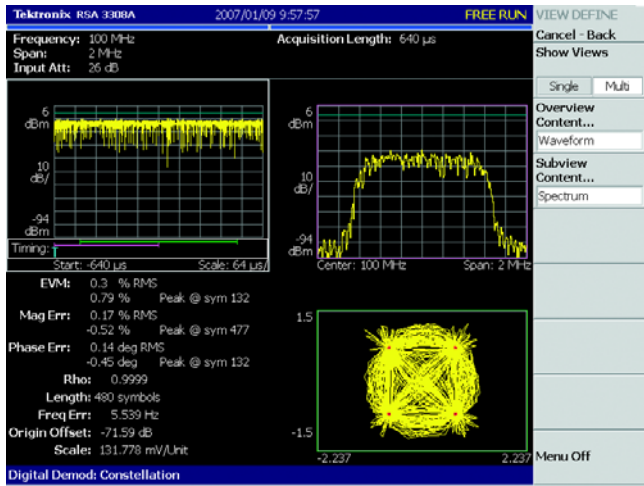 Tektronix RSA 3308A 2007/01/09 9:57:57 FREE RUN
VIEW DEFINE
Frequency: 100 MHz Acquisition Length: 640 µs
Span: 2 MHz
Input Att: 26 dB
Cancel - Back
Show Views
Single Multi
Overview
Content...
Waveform
Subview
Content...
Spectrum
Menu Off
6
dBm
10
dB/
-94
dBm
Timing: T
Start: -640 µs Scale: 64 µs/
6
dBm
10
dB/
-94
dBm
Center: 100 MHz Span: 2 MHz
EVM: 0.3 % RMS
0.79 % Peak @ sym 132
Mag Err: 0.17 % RMS
-0.52 % Peak @ sym 477
Phase Err: 0.14 deg RMS
-0.45 deg Peak @ sym 132
Rho: 0.9999
Length: 480 symbols
Freq Err: 5.539 Hz
Origin Offset: -71.59 dB
Scale: 131.778 mV/Unit
1.5
-1.5
-2.237 2.237
Digital Demod: Constellation